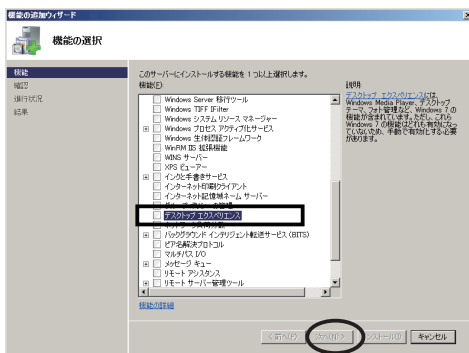 機能の追加ウィザード
機能の選択
機能
確認
進行状況
結果
このサーバーにインストールする機能を 1 つ以上選択します。
機能(F):
Windows Server 移行ツール
Windows TIFF IFilter
Windows システム リソース マネージャー
Windows プロセス アクティブ化サービス
Windows 生体認証フレームワーク
WinRM IIS 拡張機能
WINS サーバー
XPS ビューアー
インクと手書きサービス
インターネット印刷クライアント
インターネット記憶域ネーム サーバー
デスクトップ エクスペリエンス
バックグラウンド インテリジェント転送サービス (BITS)
ピア名解決プロトコル
マルチパス I/O
メッセージ キュー
リモート アシスタンス
リモート サーバー管理ツール
機能の詳細
説明:
デスクトップ エクスペリエンスには、
Windows Media Player、デスクトップ
テーマ、フォト管理など、Windows 7 の
機能が含まれています。ただし、これら
Windows 7 の機能はどれも有効になっ
ていないため、手動で有効にする必要
があります。
< 前へ(P)
次へ(N) >
インストール(I)
キャンセル